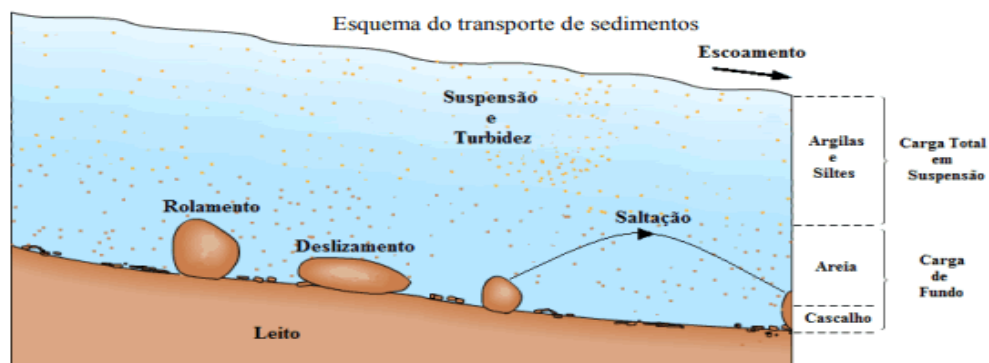 Esquema do transporte de sedimentos
Escoamento
Suspensão
e
Turbidez
Argilas
e
Siltes
Carga Total
em
Suspensão
Rolamento
Saltação
Deslizamento
Areia
Carga
de
Fundo
Cascalho
Leito